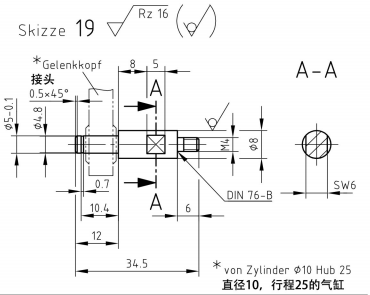 Skizze 19
Rz 16
*Gelenkkopf
接头
0.5×45°
8
5
A
A-A
Ø5-0.1
Ø4.8
M4
Ø8
SW6
0.7
DIN 76-B
10.4
A
6
12
34.5
*von Zylinder Ø10 Hub 25
直径10，行程25的气缸